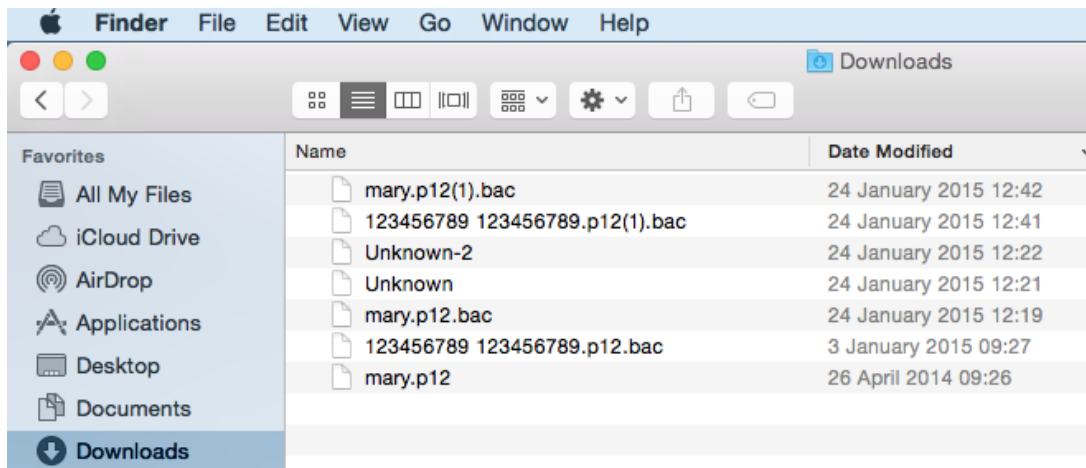 Finder File Edit View Go Window Help
Downloads
Favorites
All My Files
iCloud Drive
AirDrop
Applications
Desktop
Documents
Downloads
Name Date Modified
mary.p12(1).bac 24 January 2015 12:42
123456789 123456789.p12(1).bac 24 January 2015 12:41
Unknown-2 24 January 2015 12:22
Unknown 24 January 2015 12:21
mary.p12.bac 24 January 2015 12:19
123456789 123456789.p12.bac 3 January 2015 09:27
mary.p12 26 April 2014 09:26